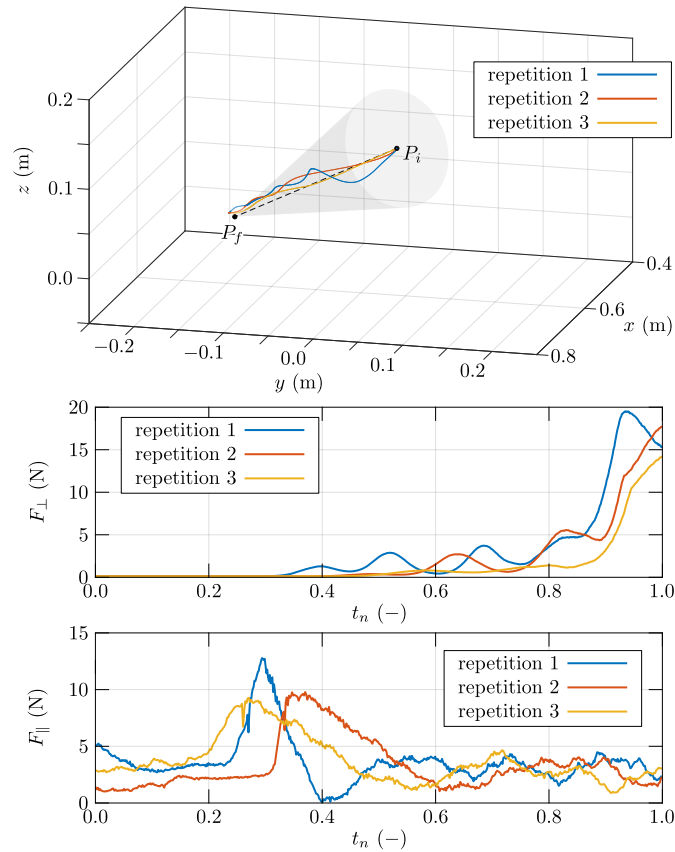 repetition 1
repetition 2
repetition 3
0.2
0.1
0.0
z (m)
P_i
P_f
0.4
0.6
0.8
x (m)
−0.2
−0.1
0.0
0.1
0.2
y (m)
20
15
10
5
0
F_⊥ (N)
repetition 1
repetition 2
repetition 3
0.0 0.2 0.4 0.6 0.8 1.0
t_n (−)
15
10
5
0
F_∥ (N)
repetition 1
repetition 2
repetition 3
0.0 0.2 0.4 0.6 0.8 1.0
t_n (−)